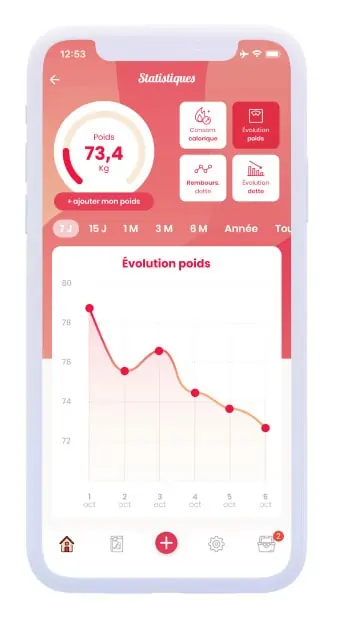 12:53
Statistiques
Poids
73,4
Kg
+ ajouter mon poids
Consom.
calorique
Évolution
poids
Rembours.
dette
Évolution
dette
7 J 15 J 1 M 3 M 6 M Année Tou
Évolution poids
80
78
76
74
72
1 2 3 4 5 6
oct oct oct oct oct oct
2